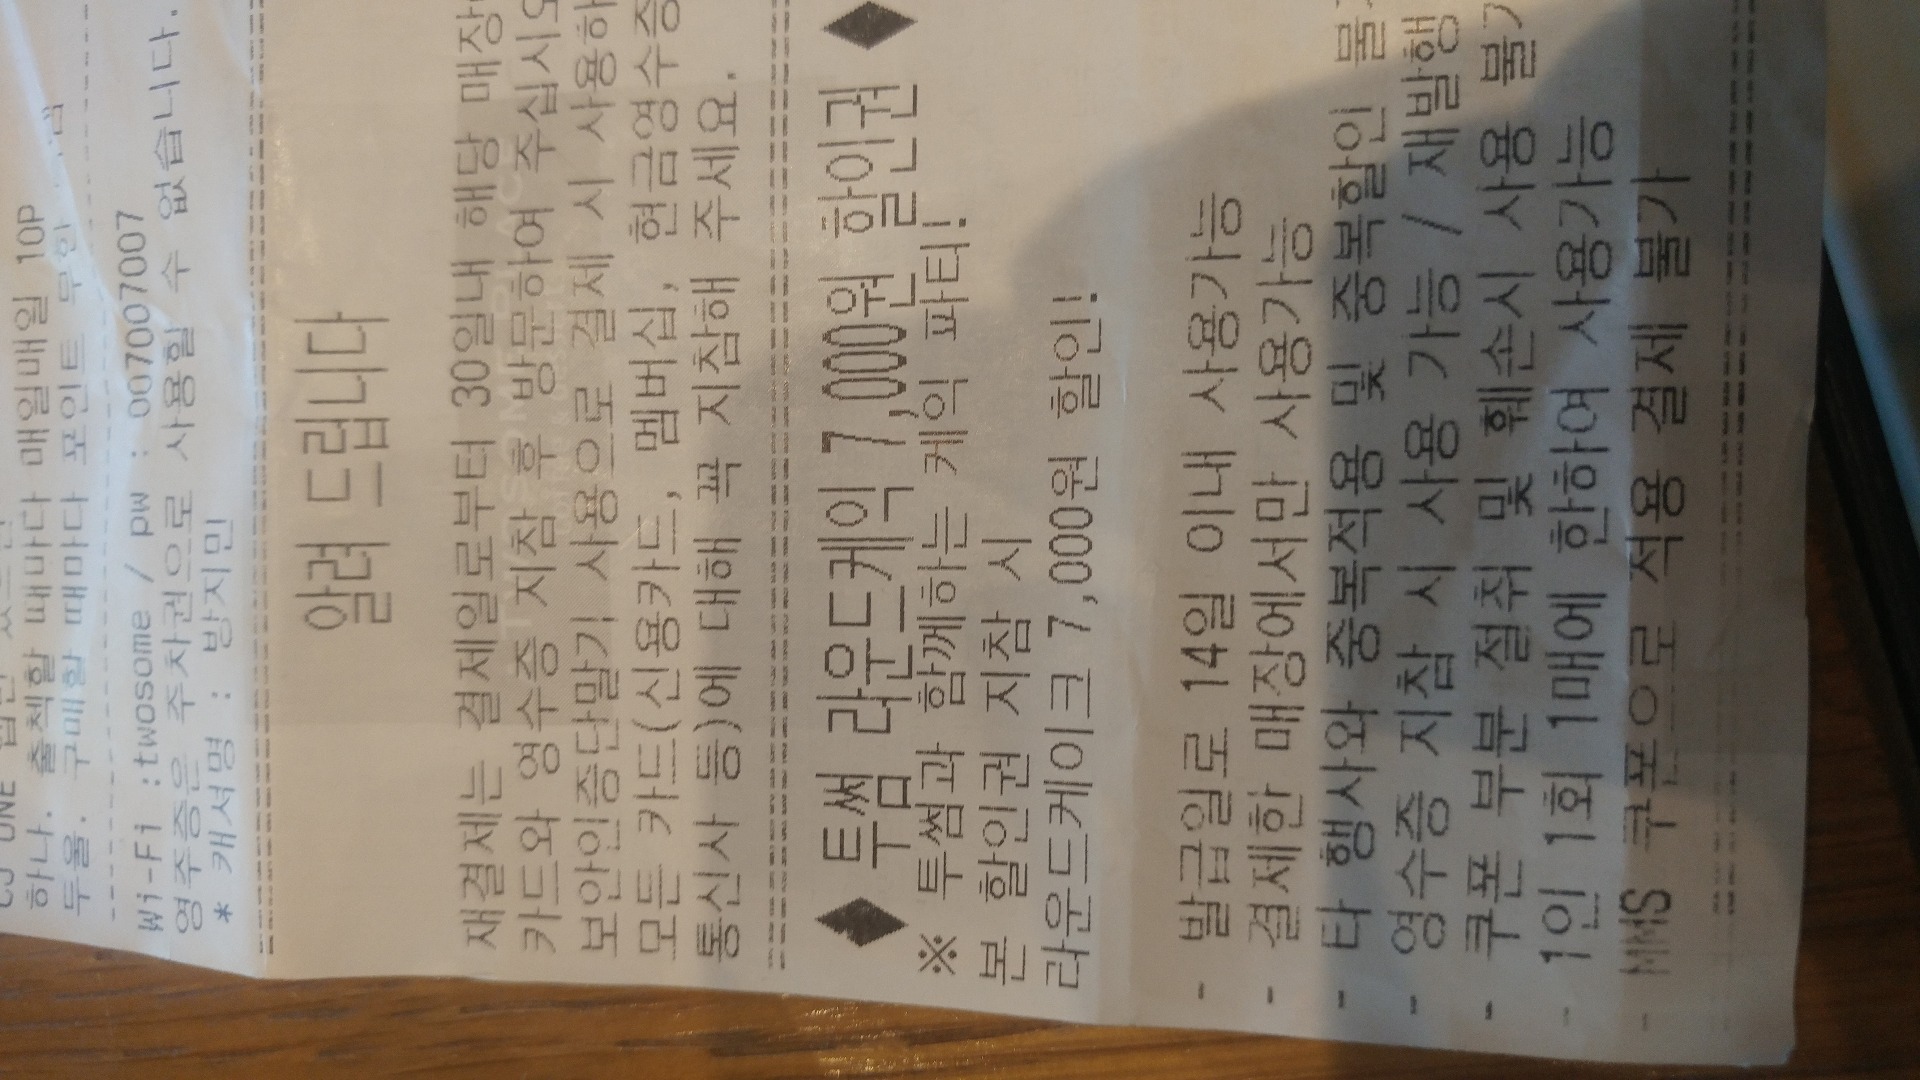 CJ ONE
하나. 출첵할 때마다 매일매일 10P
두울. 구매할 때마다 포인트 무한
Wi-Fi :twosome / pw : 0070070007
영수증은 주차권으로 사용할 수 없습니다.
* 캐셔명 : 방지민
알려 드립니다
재결제는 결제일로부터 30일내 해당 매장
카드와 영수증 지참 후 방문하여 주십시오
보안인증단말기 사용으로 결제 시 사용하
모든 카드(신용카드, 멤버십, 현금영수증
통신사 등)에 대해 꼭 지참해 주세요.
◆ 투썸 라운드케이익 7,000원 할인권 ◆
※ 투썸과 함께하는 케익 파티!
본 할인권 지참 시
라운드케이크 7,000원 할인!
- 발급일로 14일 이내 사용가능
- 결제한 매장에서만 사용가능
- 타 행사와 중복적용 및 중복할인 불
- 영수증 지참 시 사용 가능 / 재발행
- 쿠폰 부분 절취 및 훼손시 사용 불가
- 1인 1회 1매에 한하여 사용가능
- MMS 쿠폰으로 적용 결제 불가